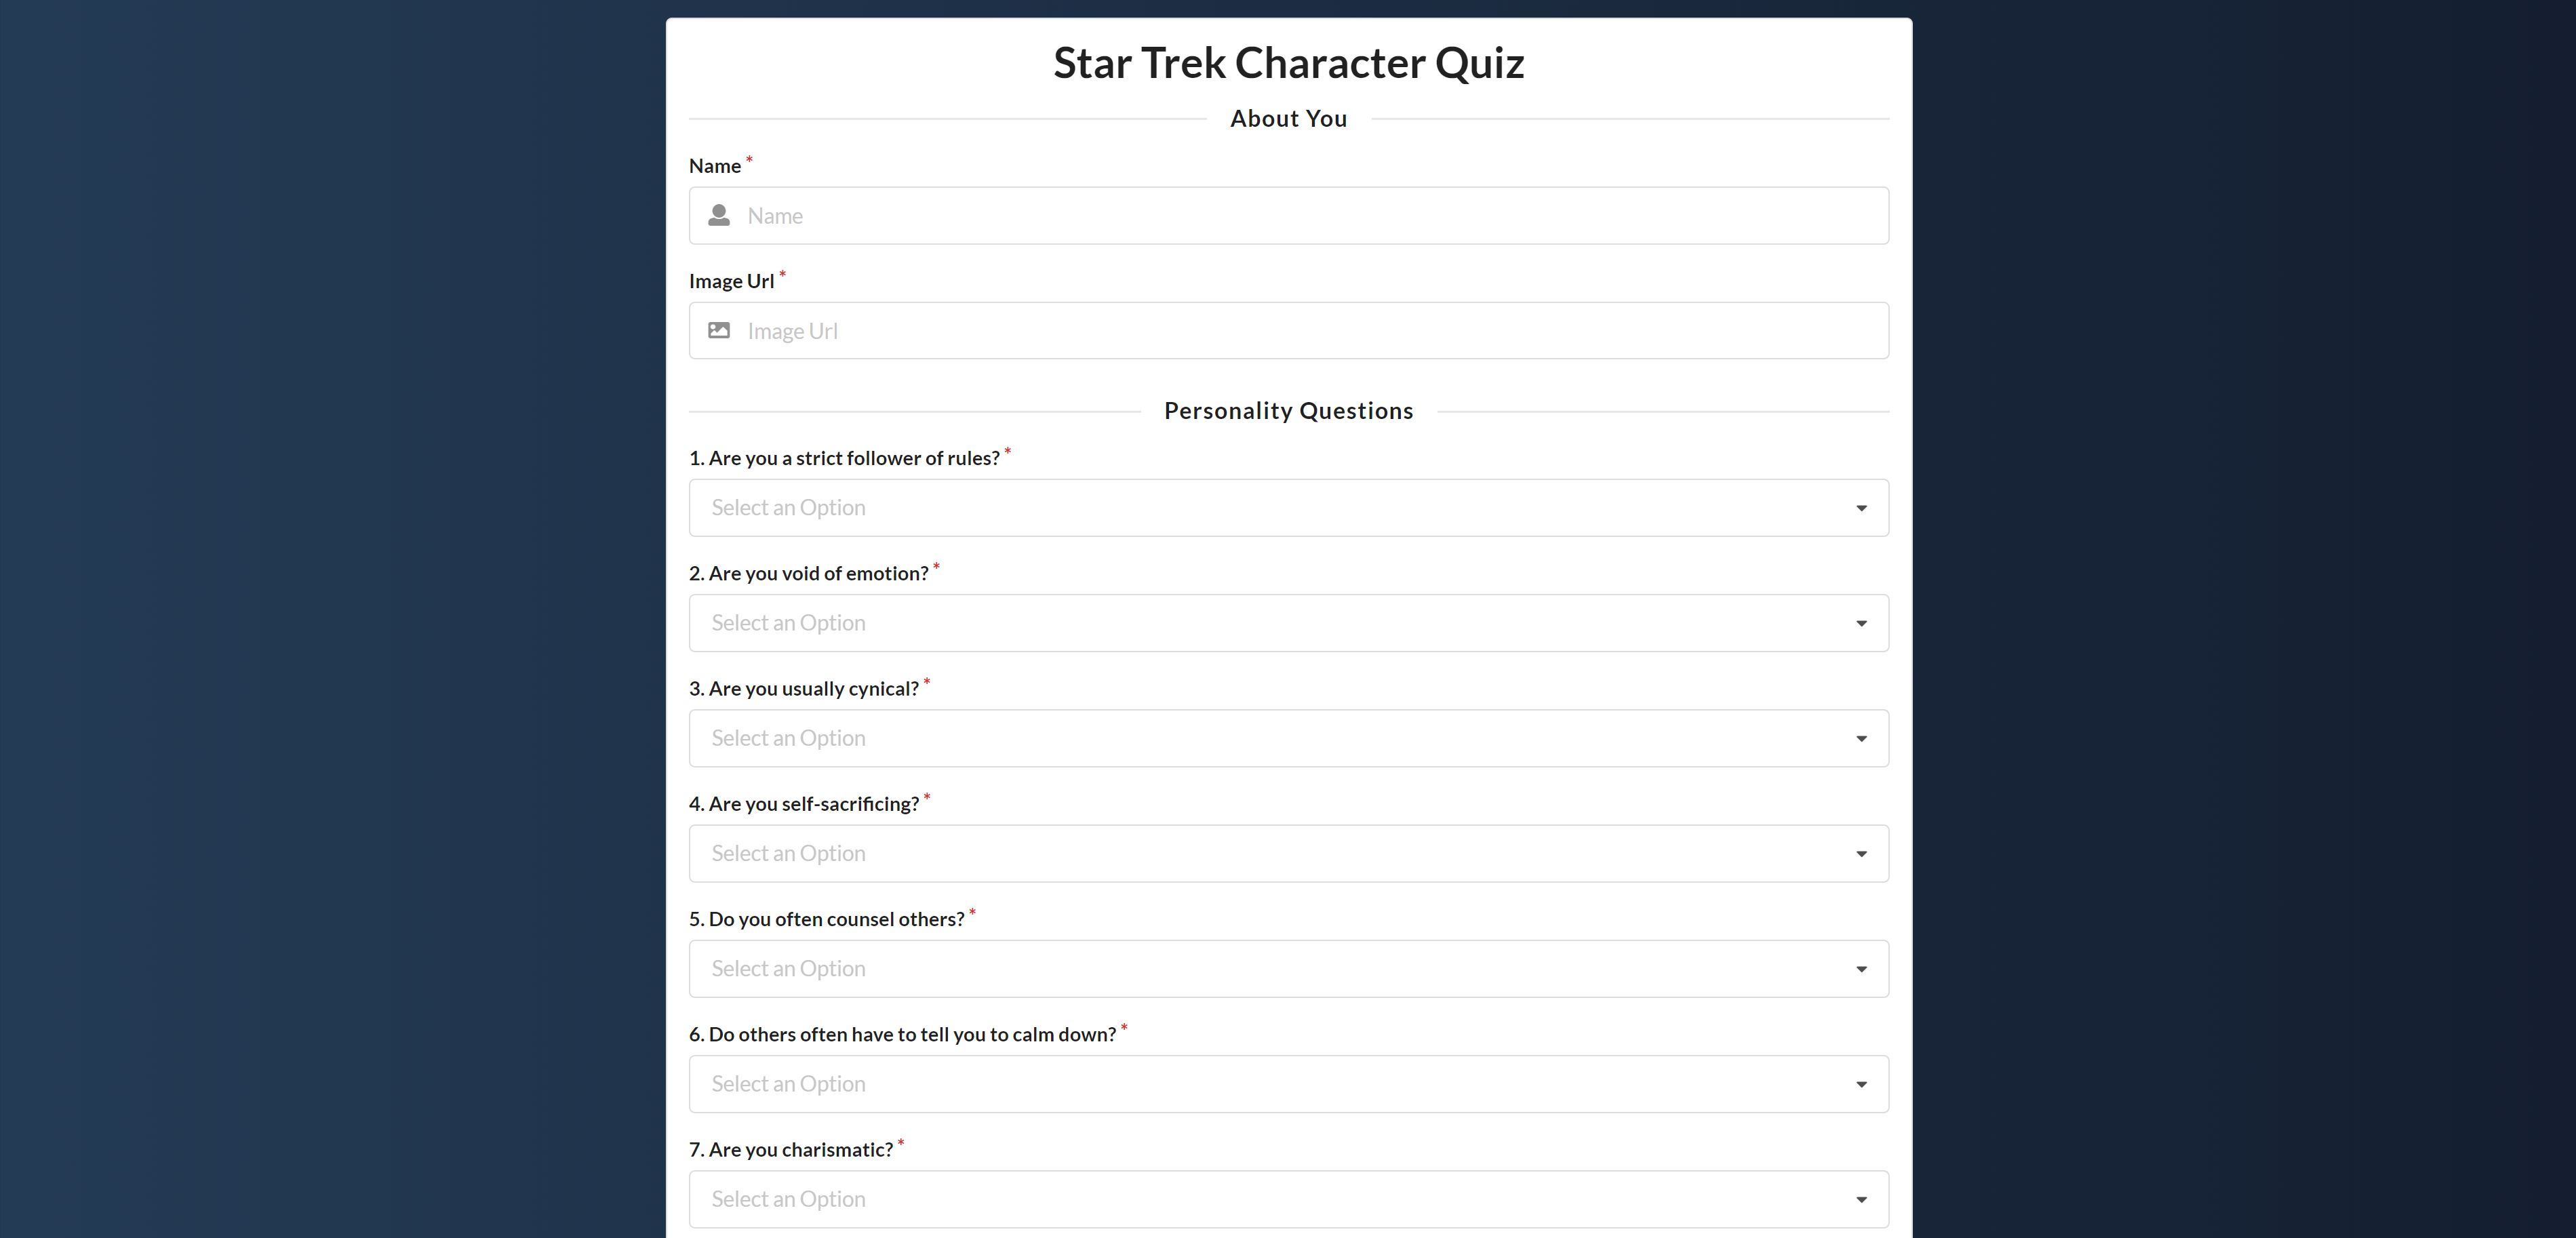 Star Trek Character Quiz
About You
Name *
Name
Image Url *
Image Url
Personality Questions
1. Are you a strict follower of rules? *
Select an Option
2. Are you void of emotion? *
Select an Option
3. Are you usually cynical? *
Select an Option
4. Are you self-sacrificing? *
Select an Option
5. Do you often counsel others? *
Select an Option
6. Do others often have to tell you to calm down? *
Select an Option
7. Are you charismatic? *
Select an Option